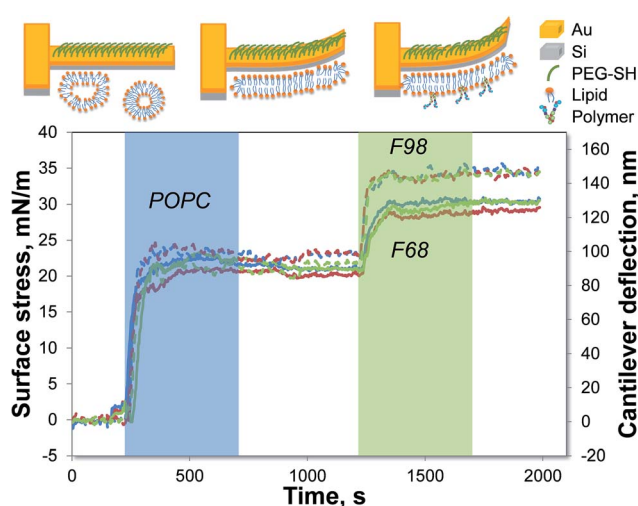 Au
Si
PEG-SH
Lipid
Polymer
40
35
30
25
20
15
10
5
0
-5
Surface stress, mN/m
POPC
F98
F68
160
140
120
100
80
60
40
20
0
-20
Cantilever deflection, nm
0
500
1000
1500
2000
Time, s